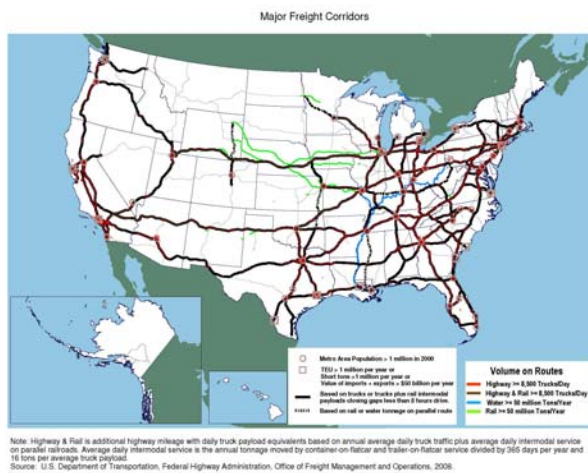 Major Freight Corridors
Metro Area Population > 1 million in 2000
TEU > 1 million per year or
Short tons >1 million per year or
Value of imports + exports > $50 billion per year
Based on trucks or trucks plus rail intermodal
payloads closing gaps less than 8 hours drive.
Based on rail or water tonnage on parallel route
Volume on Routes
Highway >= 8,500 Trucks/Day
Highway & Rail >= 8,500 Trucks/Day
Water >= 50 million Tons/Year
Rail >= 50 million Tons/Year
Note: Highway & Rail is additional highway mileage with daily truck payload equivalents based on annual average daily truck traffic plus average daily intermodal service
on parallel railroads. Average daily intermodal service is the annual tonnage moved by container-on-flatcar and trailer-on-flatcar service divided by 365 days per year and
16 tons per average truck payload.
Source: U.S. Department of Transportation, Federal Highway Administration, Office of Freight Management and Operations, 2008.